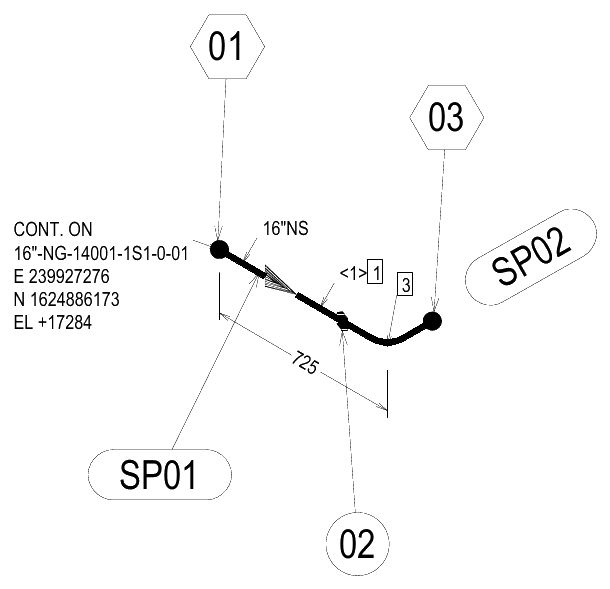 01
03
16"NS
CONT. ON
16"-NG-14001-1S1-0-01
E 239927276
N 1624886173
EL +17284
<1> 1
3
SP02
725
SP01
02